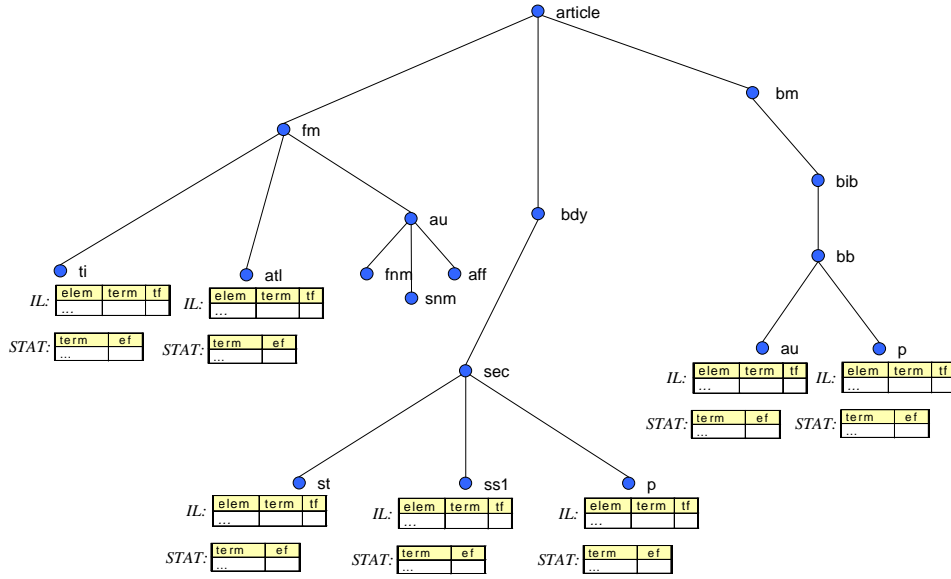 article
bm
fm
bib
au
bdy
bb
ti
atl
fnm
aff
snm
IL:
elem term tf
...
IL:
elem term tf
...
STAT:
term ef
...
STAT:
term ef
...
au
p
IL:
elem term tf
...
IL:
elem term tf
...
STAT:
term ef
...
STAT:
term ef
...
sec
st
ss1
p
IL:
elem term tf
...
IL:
elem term tf
...
IL:
elem term tf
...
STAT:
term ef
...
STAT:
term ef
...
STAT:
term ef
...